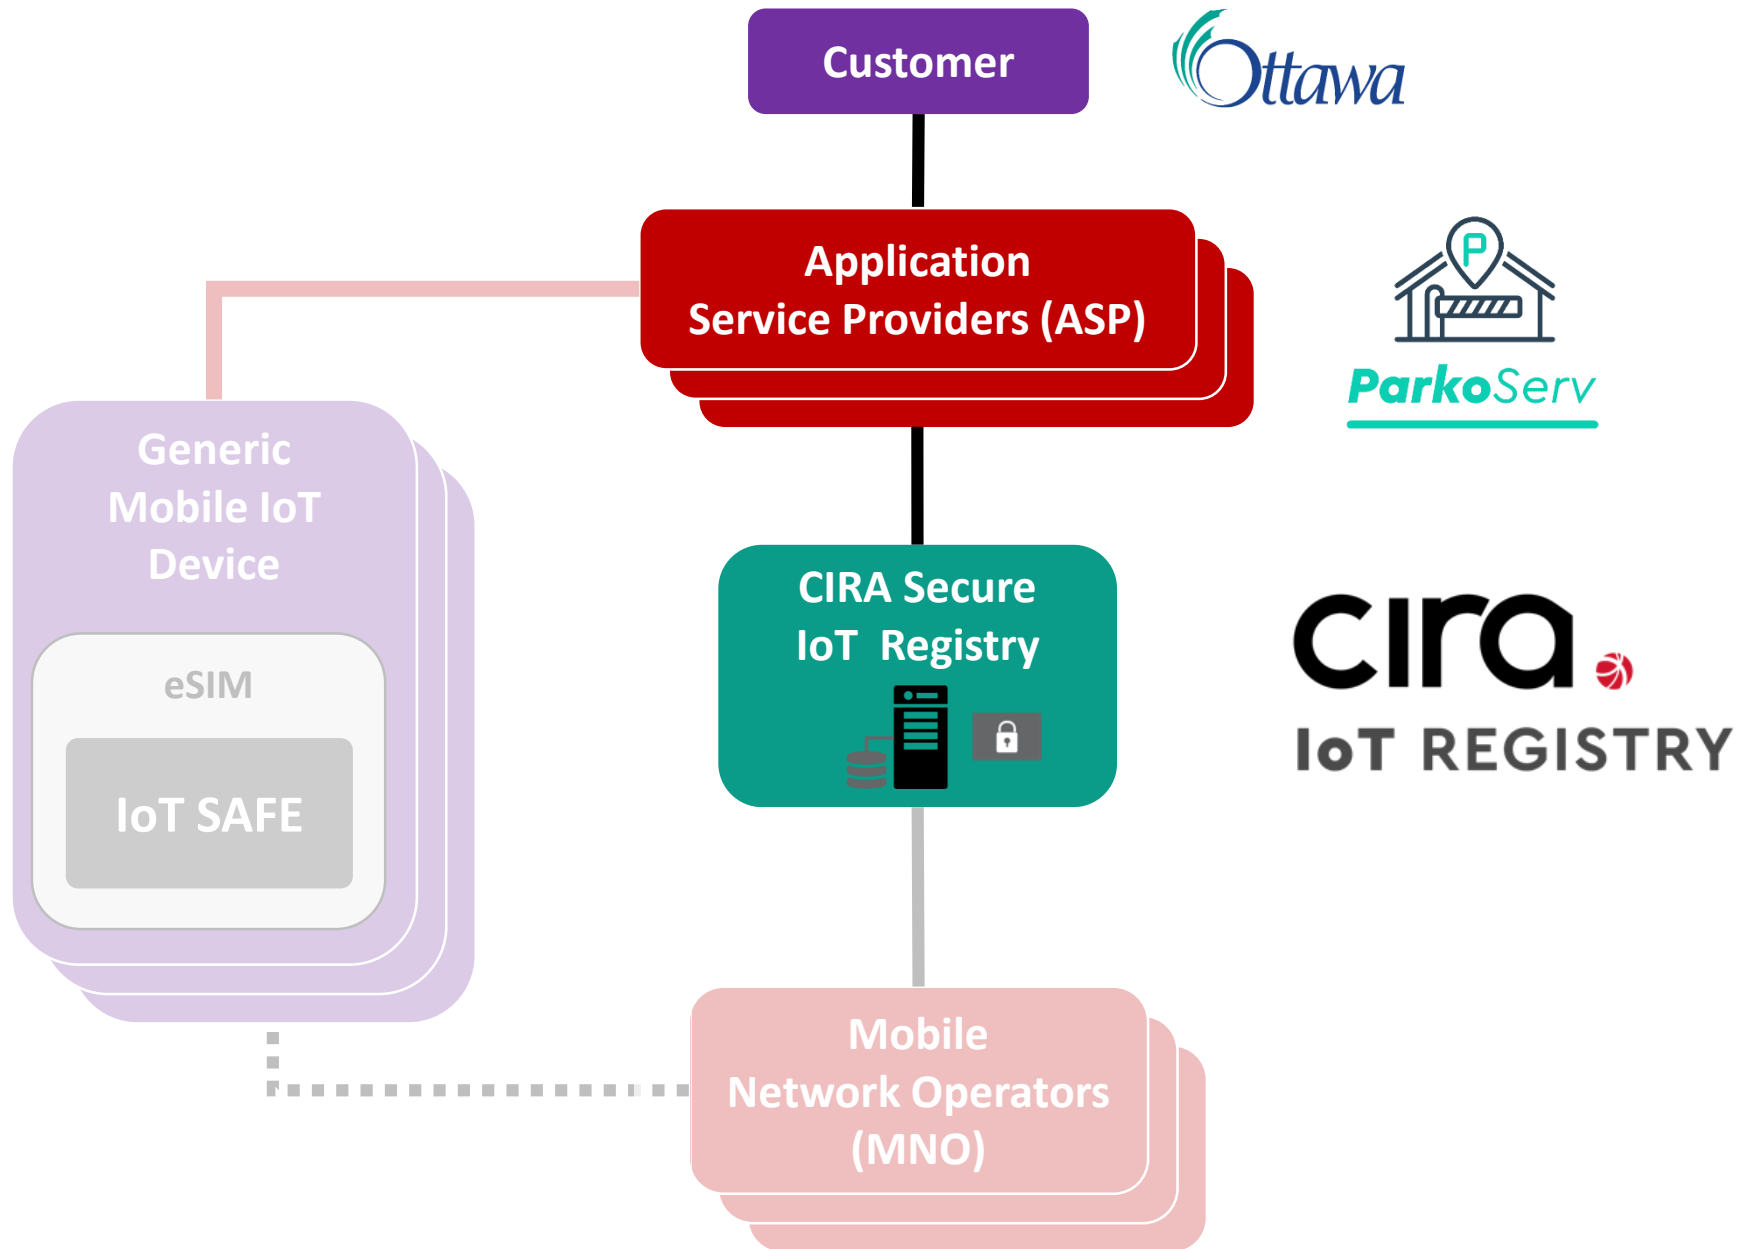 Customer
Ottawa
Application
Service Providers (ASP)
P
ParkoServ
Generic
Mobile IoT
Device
eSIM
IoT SAFE
CIRA Secure
IoT Registry
cira.
IoT REGISTRY
Mobile
Network Operators
(MNO)